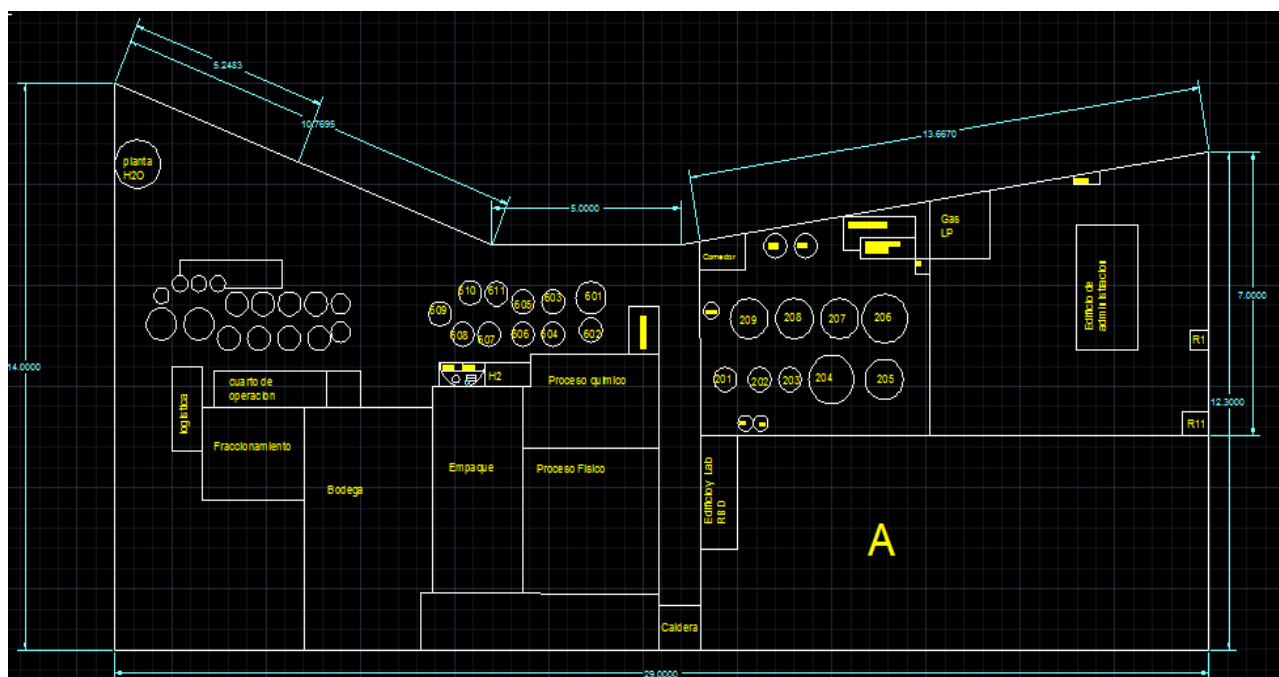 5.2483
10.7695
13.6670
planta
H2O
5.0000
Gas
LP
Comedor
7.0000
14.0000
12.3000
Edificio de
administracion
610
611
605
603
601
609
608
607
606
604
602
209
208
207
206
R1
H2
Proceso quimico
201
202
203
204
205
cuarto de
operacion
logistica
R11
Fraccionamiento
Empaque
Proceso Fisico
Bodega
Edificio y Lab
RBD
A
Caldera
29.0000